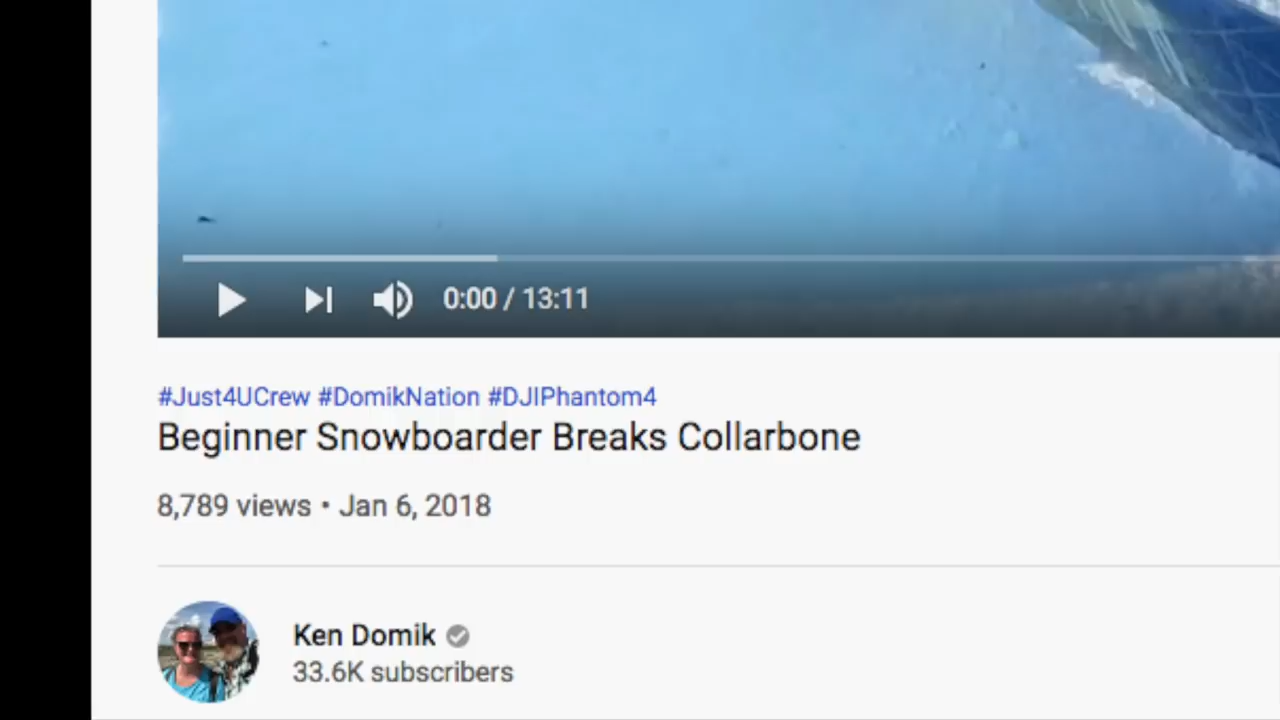 0:00 / 13:11
#Just4UCrew #DomikNation #DJIPhantom4
Beginner Snowboarder Breaks Collarbone
8,789 views • Jan 6, 2018
Ken Domik
33.6K subscribers